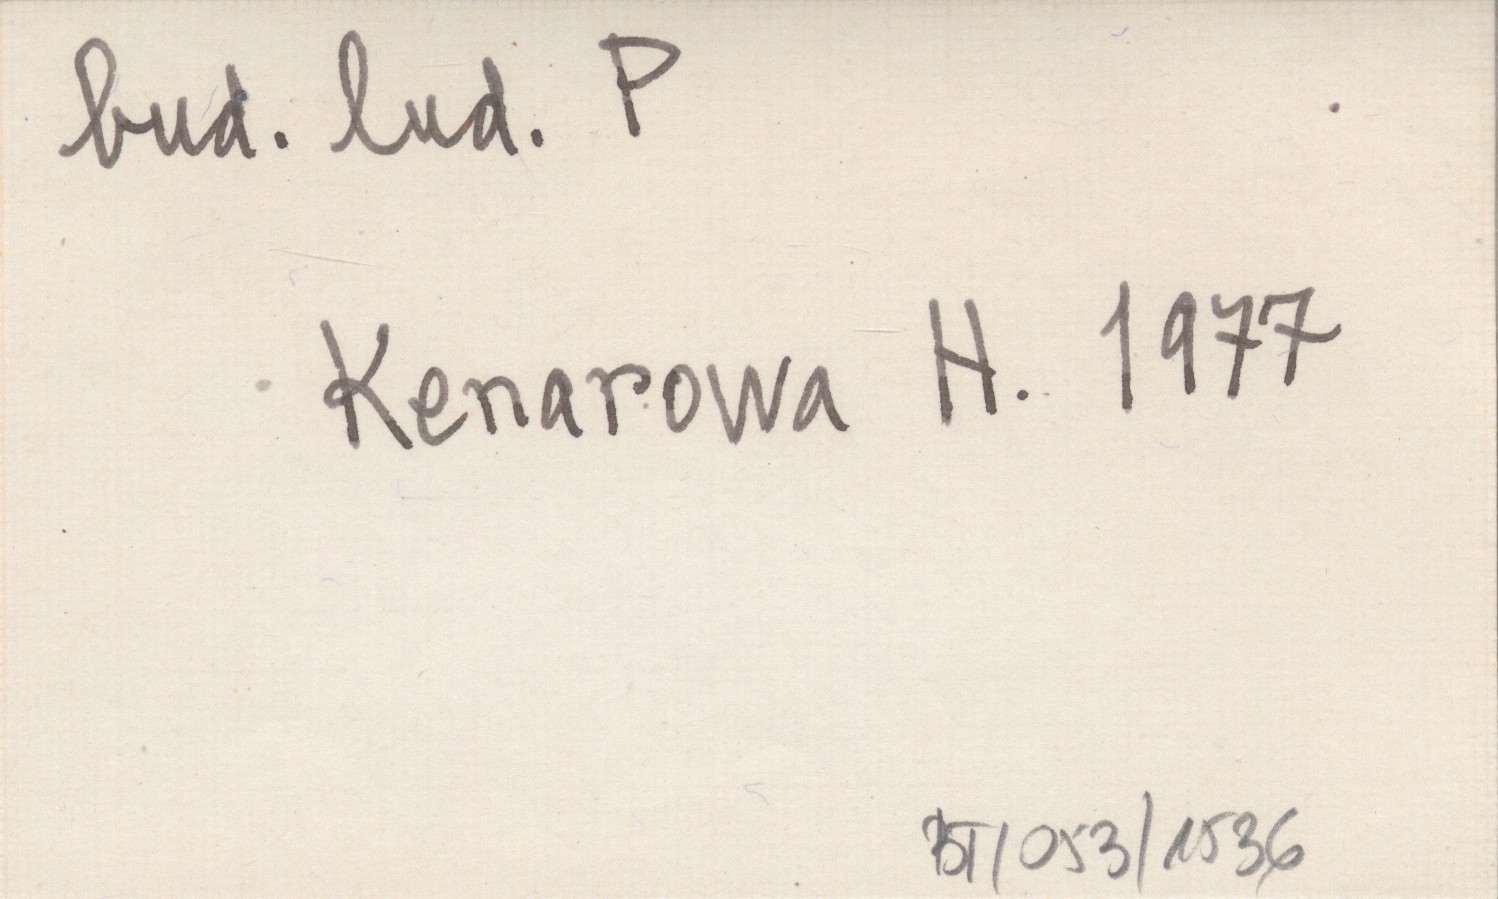 bud. lud. P
Kenarowa H. 1977
BT/053/1536